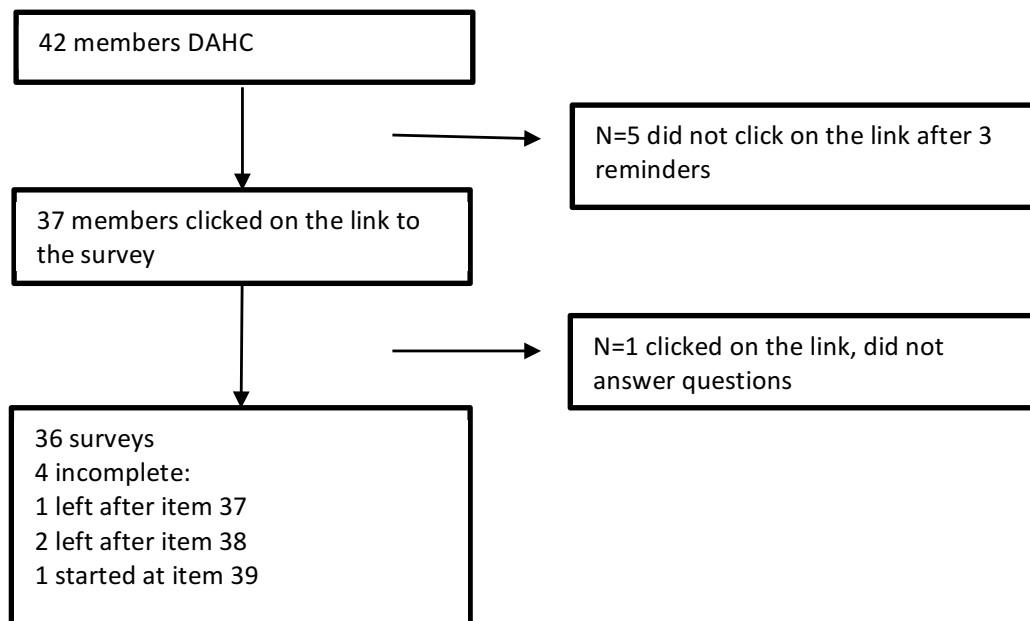 42 members DAHC
N=5 did not click on the link after 3
reminders
37 members clicked on the link to
the survey
N=1 clicked on the link, did not
answer questions
36 surveys
4 incomplete:
1 left after item 37
2 left after item 38
1 started at item 39